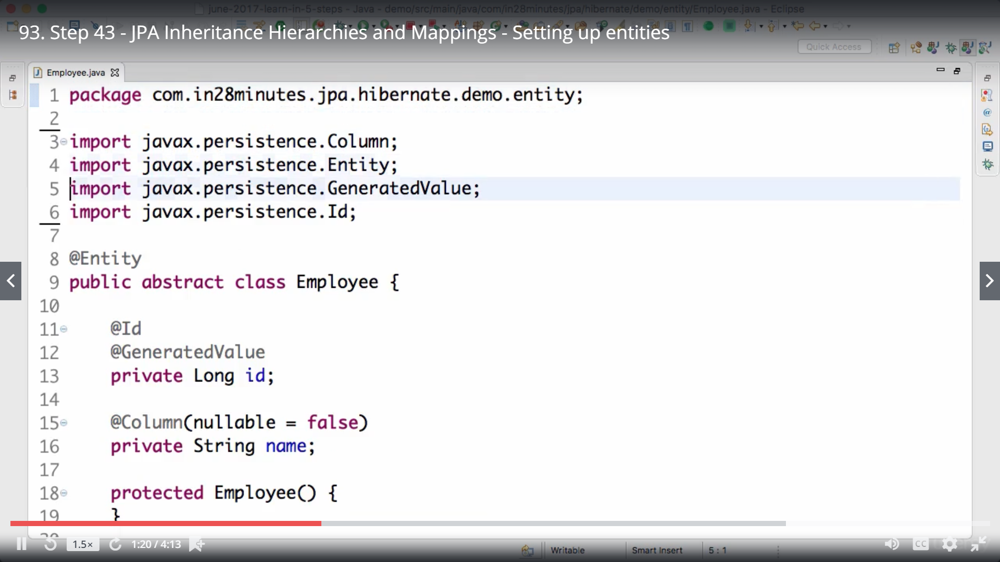 june-2017-learn-in-5-steps - Java - demo/src/main/java/com/in28minutes/jpa/hibernate/demo/entity/Employee.java - Eclipse
93. Step 43 - JPA Inheritance Hierarchies and Mappings - Setting up entities
Quick Access
Employee.java
1 package com.in28minutes.jpa.hibernate.demo.entity;
2
3 import javax.persistence.Column;
4 import javax.persistence.Entity;
5 import javax.persistence.GeneratedValue;
6 import javax.persistence.Id;
7
8 @Entity
9 public abstract class Employee {
10
11 @Id
12 @GeneratedValue
13 private Long id;
14
15 @Column(nullable = false)
16 private String name;
17
18 protected Employee() {
19 }
20
1.5×
1:20 / 4:13
Writable
Smart Insert
5 : 1
CC